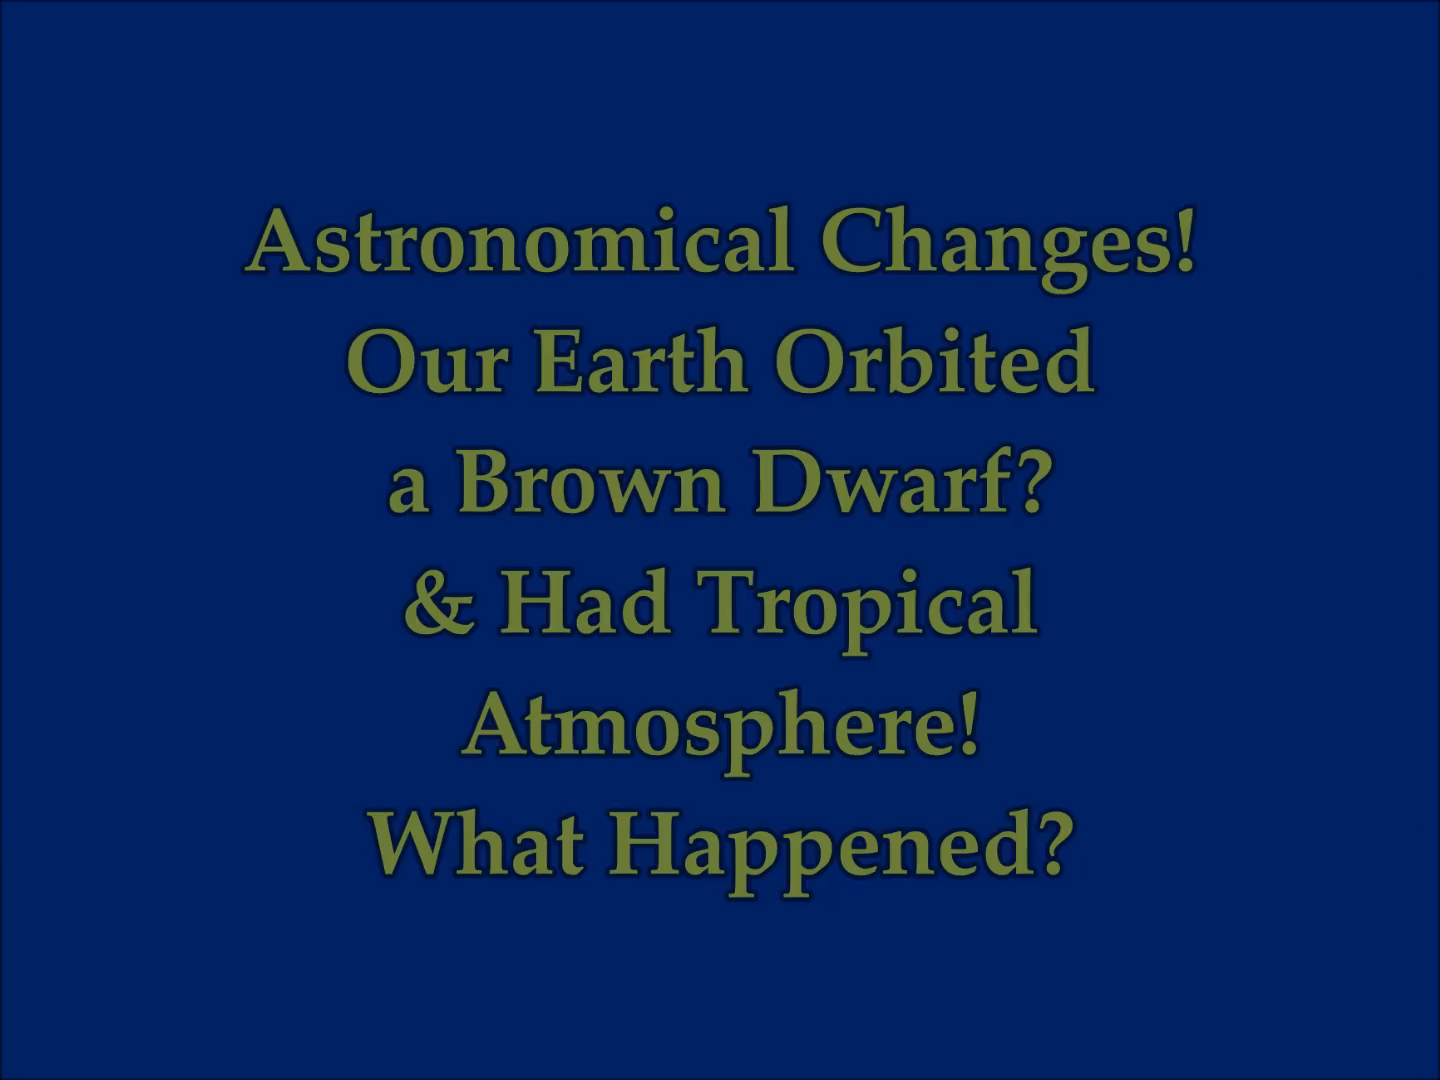 Astronomical Changes!
Our Earth Orbited
a Brown Dwarf?
& Had Tropical
Atmosphere!
What Happened?